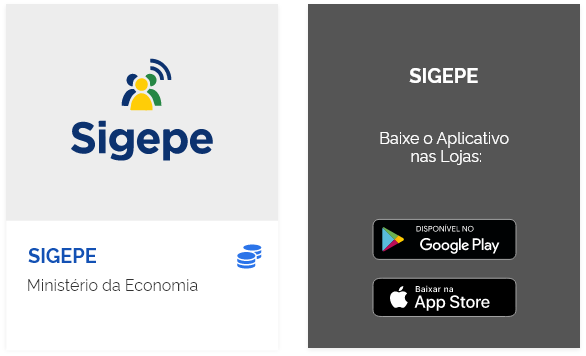 Sigepe
SIGEPE
Ministério da Economia
SIGEPE
Baixe o Aplicativo
nas Lojas:
DISPONÍVEL NO
Google Play
Baixar na
App Store